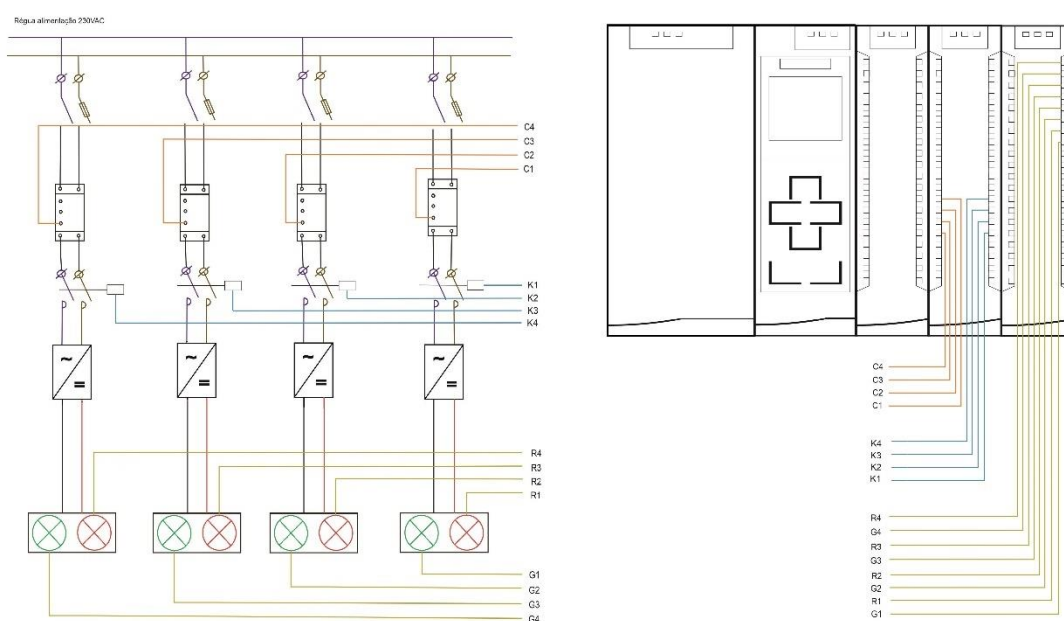 Régua alimentação 230VAC
C4
C3
C2
C1
K1
K2
K3
K4
R4
R3
R2
R1
G1
G2
G3
G4
C4
C3
C2
C1
K4
K3
K2
K1
R4
G4
R3
G3
R2
G2
R1
G1